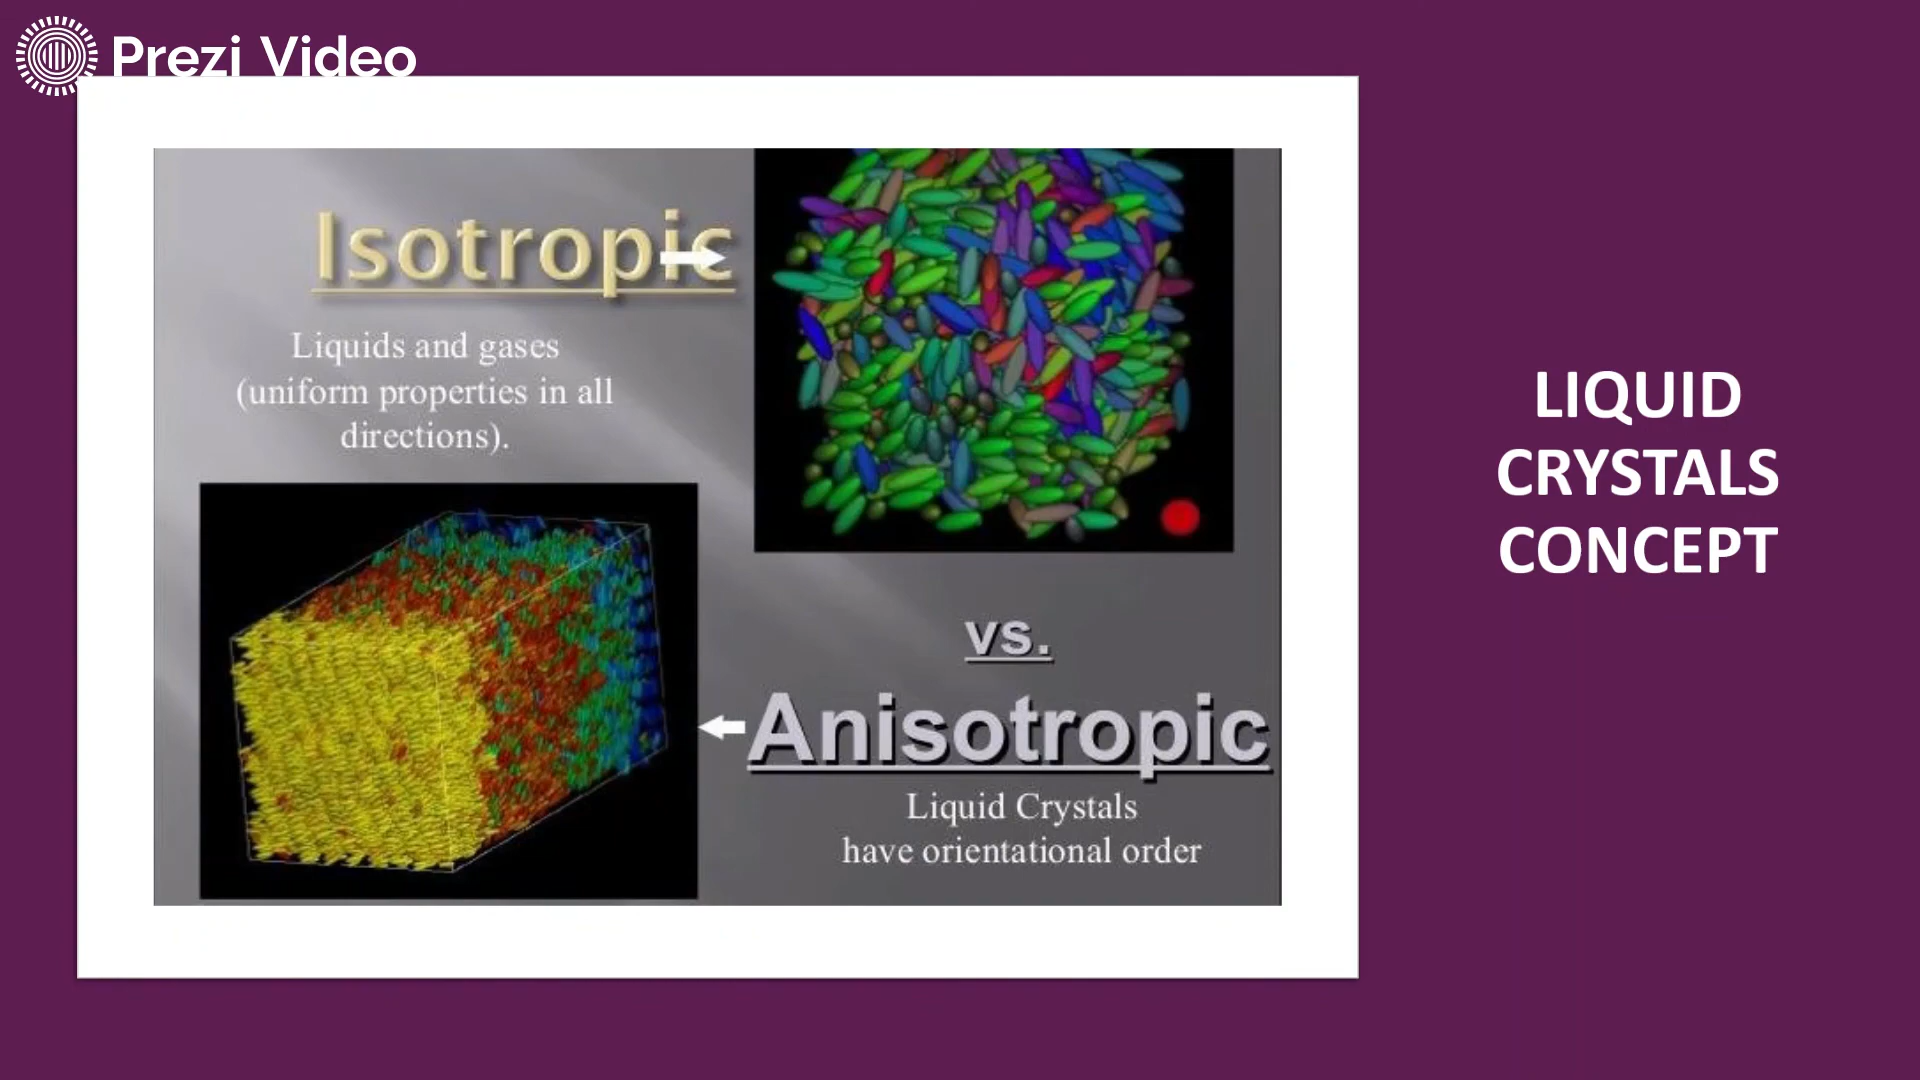 Prezi Video
Isotropic
Liquids and gases
(uniform properties in all
directions).
vs.
Anisotropic
Liquid Crystals
have orientational order
LIQUID
CRYSTALS
CONCEPT